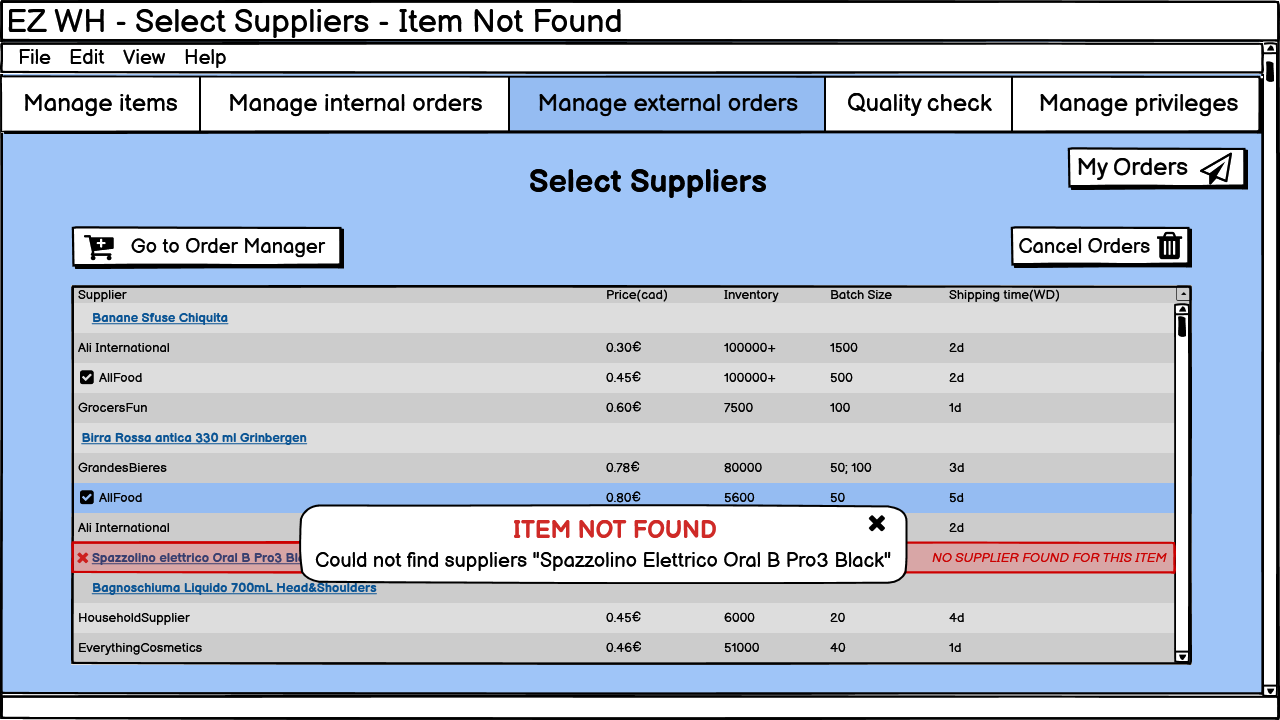 EZ WH - Select Suppliers - Item Not Found
File Edit View Help
Manage items Manage internal orders Manage external orders Quality check Manage privileges
My Orders
Select Suppliers
Go to Order Manager Cancel Orders
Supplier Price(cad) Inventory Batch Size Shipping time(WD)
Banane Sfuse Chiquita
Ali International 0.30€ 100000+ 1500 2d
AllFood 0.45€ 100000+ 500 2d
GrocersFun 0.60€ 7500 100 1d
Birra Rossa antica 330 ml Grinbergen
GrandesBieres 0.78€ 80000 50; 100 3d
AllFood 0.80€ 5600 50 5d
Ali International 2d
ITEM NOT FOUND
Could not find suppliers "Spazzolino Elettrico Oral B Pro3 Black"
Spazzolino elettrico Oral B Pro3 NO SUPPLIER FOUND FOR THIS ITEM
Bagnoschiuma Liquido 700mL Head&Shoulders
HouseholdSupplier 0.45€ 6000 20 4d
EverythingCosmetics 0.46€ 51000 40 1d